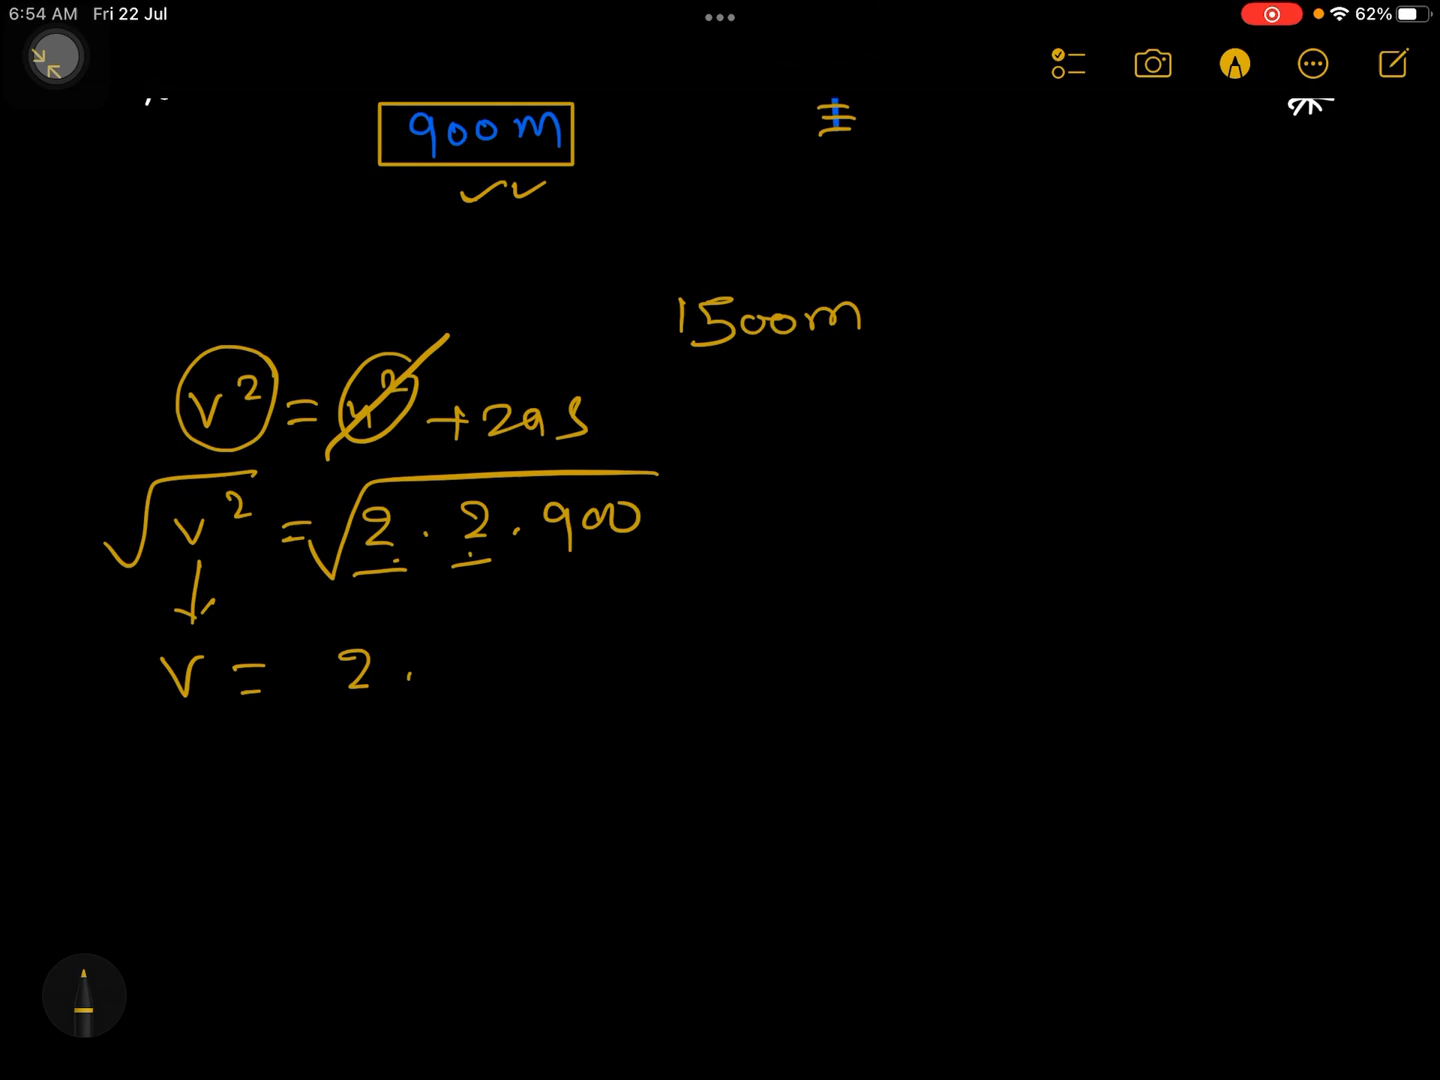 6:54 AM Fri 22 Jul 62%
900 m
1500m
v² = u² + 2as
√v² = √2 . 2 . 900
v = 2 .